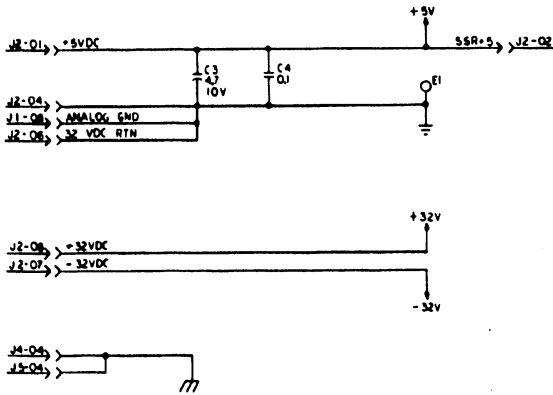 +5V
J2-01 +5VDC
SSR+5 J2-02
C3
4.7
10V
C4
0.1
E1
J2-04
J1-08 ANALOG GND
J2-06 32 VDC RTN
+32V
J2-08 +32VDC
J2-07 -32VDC
-32V
J4-04
J5-04